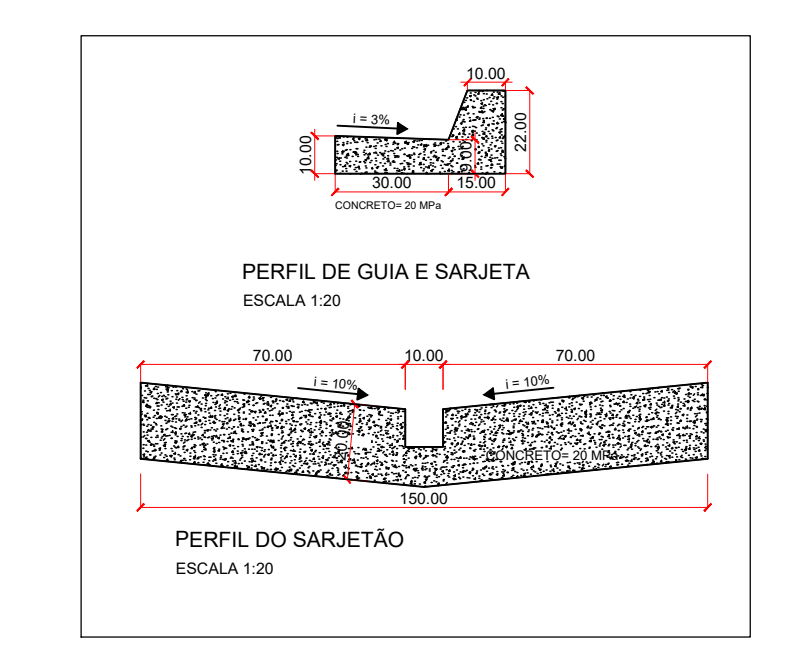 10.00
i = 3%
22.00
10.00
9.00
30.00
15.00
CONCRETO= 20 MPa
PERFIL DE GUIA E SARJETA
ESCALA 1:20
70.00
10.00
70.00
i = 10%
i = 10%
CONCRETO= 20 MPa
150.00
PERFIL DO SARJETÃO
ESCALA 1:20